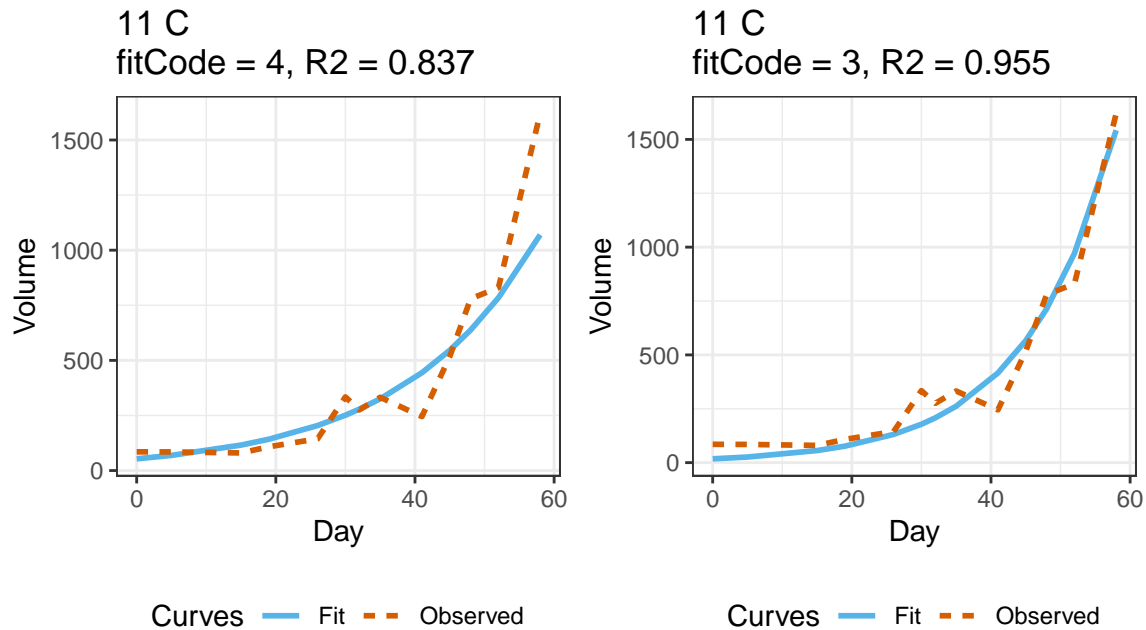 11 C
fitCode = 4, R2 = 0.837
1500
1000
500
0
Volume
0
20
40
60
Day
Curves
Fit
Observed
11 C
fitCode = 3, R2 = 0.955
1500
1000
500
0
Volume
0
20
40
60
Day
Curves
Fit
Observed